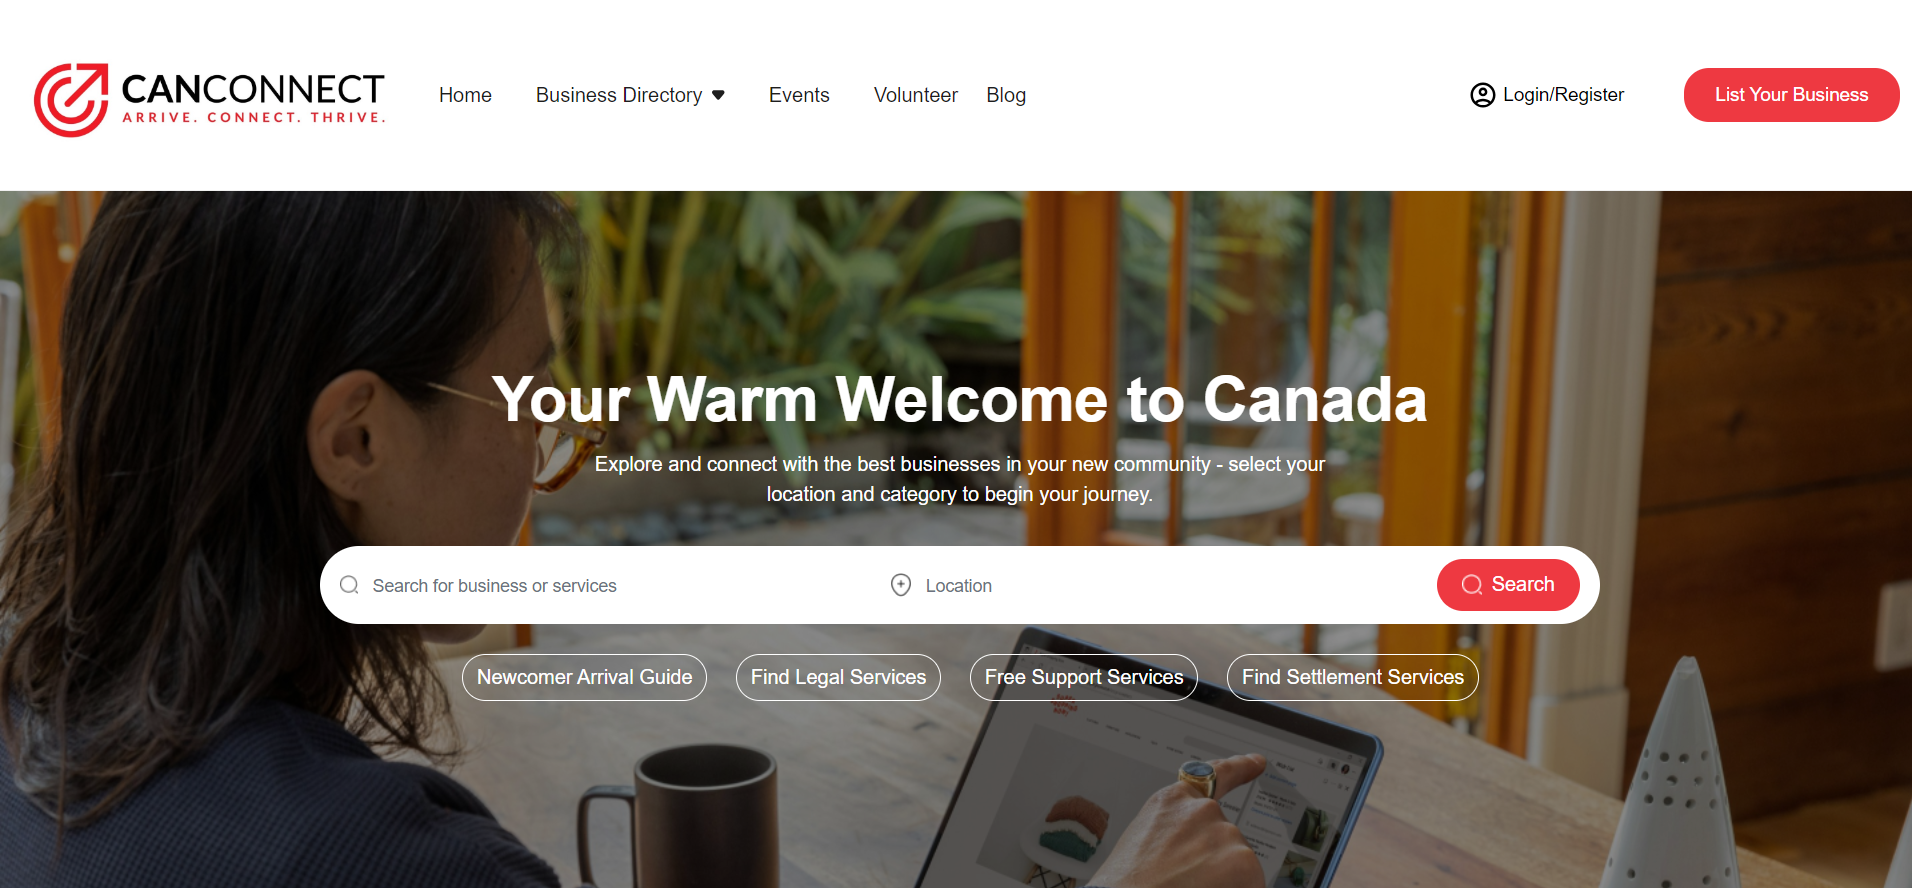 CANCONNECT
ARRIVE. CONNECT. THRIVE.
Home
Business Directory
Events
Volunteer
Blog
Login/Register
List Your Business
Your Warm Welcome to Canada
Explore and connect with the best businesses in your new community - select your
location and category to begin your journey.
Search for business or services
Location
Search
Newcomer Arrival Guide
Find Legal Services
Free Support Services
Find Settlement Services